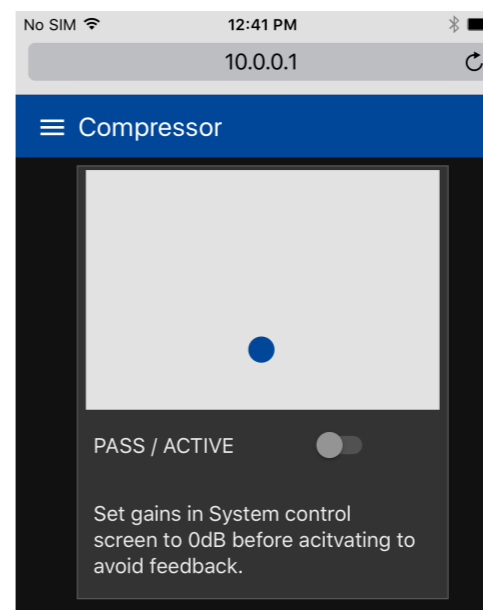 No SIM 12:41 PM
10.0.0.1
Compressor
PASS / ACTIVE
Set gains in System control
screen to 0dB before acitvating to
avoid feedback.